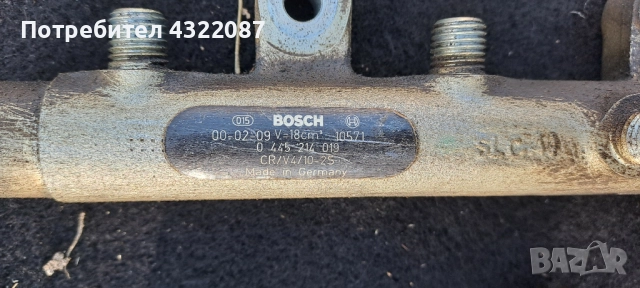 Потребител 4322087
015 BOSCH
00-02-09 V=18cm³ 10571
0 445 214 019
CR/V4/10-2S
Made in Germany
BAZAR